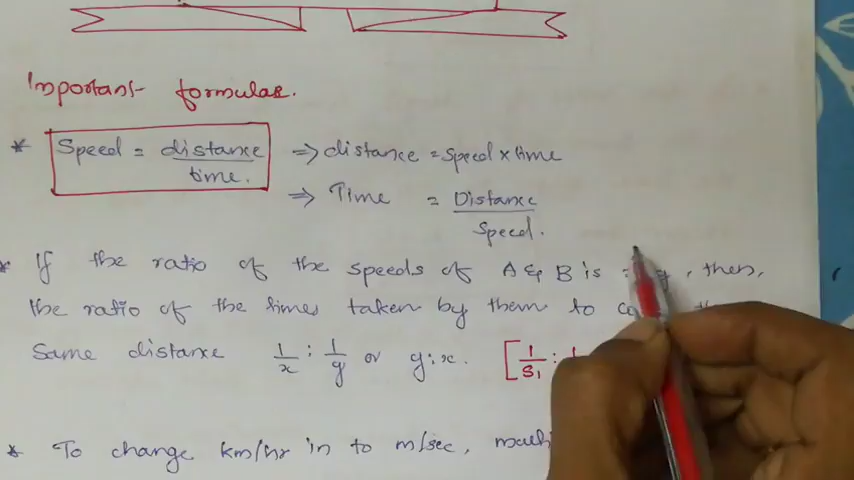 Important formulas.
* Speed = distance / time. => distance = Speed x time
=> Time = Distance / Speed.
* If the ratio of the speeds of A & B is , then,
the ratio of the times taken by them to
Same distance 1/x : 1/y or y:x. [1/S1 :
* To change km/hr in to m/sec,